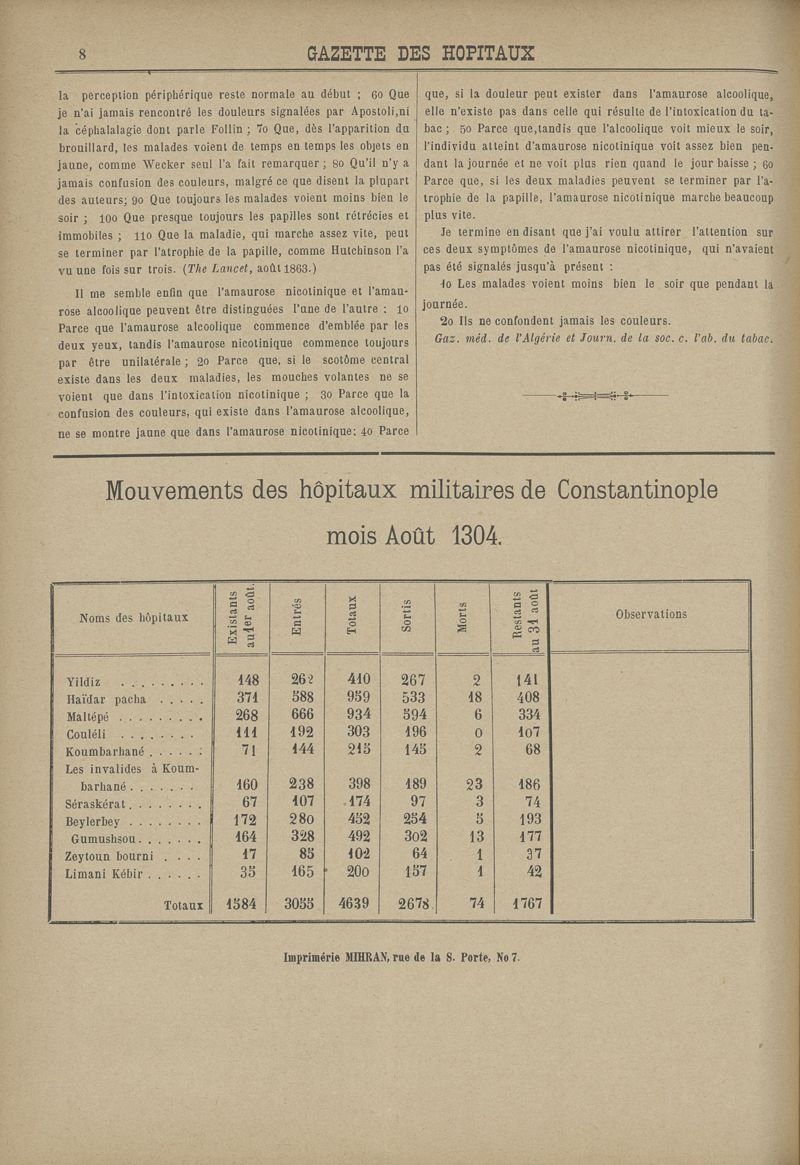 8
GAZETTE DES HOPITAUX
la perception périphérique reste normale au début ; 6o Que
je n'ai jamais rencontré les douleurs signalées par Apostoli,ni
la céphalalagie dont parle Follin ; 7o Que, dès l'apparition du
brouillard, les malades voient de temps en temps les objets en
jaune, comme Wecker seul l'a fait remarquer ; 8o Qu'il n'y a
jamais confusion des couleurs, malgré ce que disent la plupart
des auteurs; 9o Que toujours les malades voient moins bien le
soir ; 10o Que presque toujours les papilles sont rétrécies et
immobiles ; 11o Que la maladie, qui marche assez vite, peut
se terminer par l'atrophie de la papille, comme Hutchinson l'a
vu une fois sur trois. (The Lancet, août 1863.)
Il me semble enfin que l'amaurose nicotinique et l'amau-
rose alcoolique peuvent être distinguées l'une de l'autre : 1o
Parce que l'amaurose alcoolique commence d'emblée par les
deux yeux, tandis l'amaurose nicotinique commence toujours
par être unilatérale ; 2o Parce que, si le scotôme central
existe dans les deux maladies, les mouches volantes ne se
voient que dans l'intoxication nicotinique ; 3o Parce que la
confusion des couleurs, qui existe dans l'amaurose alcoolique,
ne se montre jaune que dans l'amaurose nicotinique; 4o Parce
que, si la douleur peut exister dans l'amaurose alcoolique,
elle n'existe pas dans celle qui résulte de l'intoxication du ta-
bac ; 5o Parce que,tandis que l'alcoolique voit mieux le soir,
l'individu atteint d'amaurose nicotinique voit assez bien pen-
dant la journée et ne voit plus rien quand le jour baisse ; 6o
Parce que, si les deux maladies peuvent se terminer par l'a-
trophie de la papille, l'amaurose nicotinique marche beaucoup
plus vite.
Je termine en disant que j'ai voulu attirer l'attention sur
ces deux symptômes de l'amaurose nicotinique, qui n'avaient
pas été signalés jusqu'à présent :
1o Les malades voient moins bien le soir que pendant la
journée.
2o Ils ne confondent jamais les couleurs.
Gaz. méd. de l'Algérie et Journ. de la soc. c. l'ab. du tabac.
Mouvements des hôpitaux militaires de Constantinople
mois Août 1304.
Noms des hôpitaux | Existants au 1er août. | Entrés | Totaux | Sortis | Morts | Restants au 31 août | Observations
Yildiz . . . . . . . . . 148 262 410 267 2 141
Haïdar pacha . . . . . 371 588 959 533 18 408
Maltépé . . . . . . . . . 268 666 934 594 6 334
Couléli . . . . . . . . 111 192 303 196 0 107
Koumbarhané . . . . . : 71 144 215 145 2 68
Les invalides à Koum-
barhané . . . . . . . 160 238 398 189 23 186
Séraskérat . . . . . . . . 67 107 174 97 3 74
Beylerbey . . . . . . . . 172 280 452 254 5 193
Gumushsou . . . . . . . 164 328 492 302 13 177
Zeytoun bourni . . . . 17 85 102 64 1 37
Limani Kébir . . . . . . 35 165 200 157 1 42
Totaux 1584 3055 4639 2678 74 1767
Imprimérie MIHRAN, rue de la S. Porte, No 7.